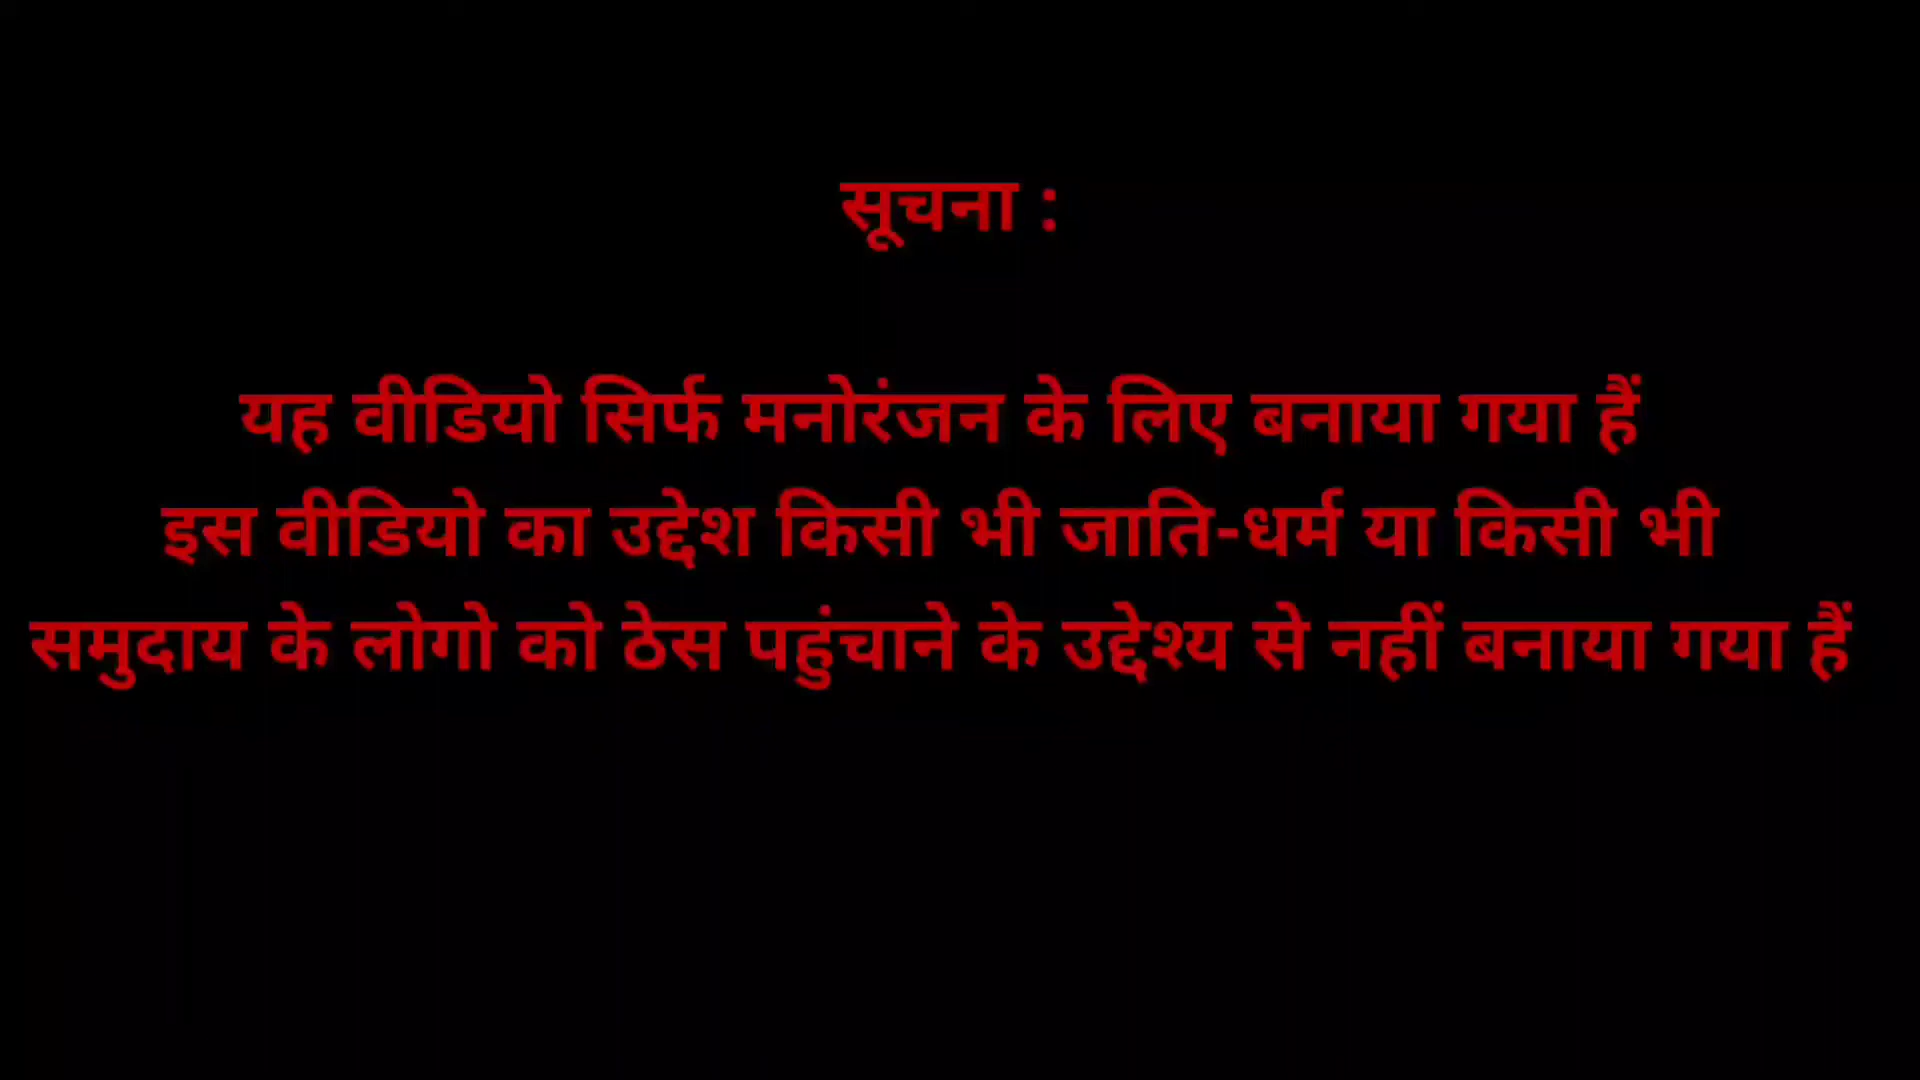 सूचना :
यह वीडियो सिर्फ मनोरंजन के लिए बनाया गया हैं
इस वीडियो का उद्देश किसी भी जाति-धर्म या किसी भी
समुदाय के लोगो को ठेस पहुंचाने के उद्देश्य से नहीं बनाया गया हैं